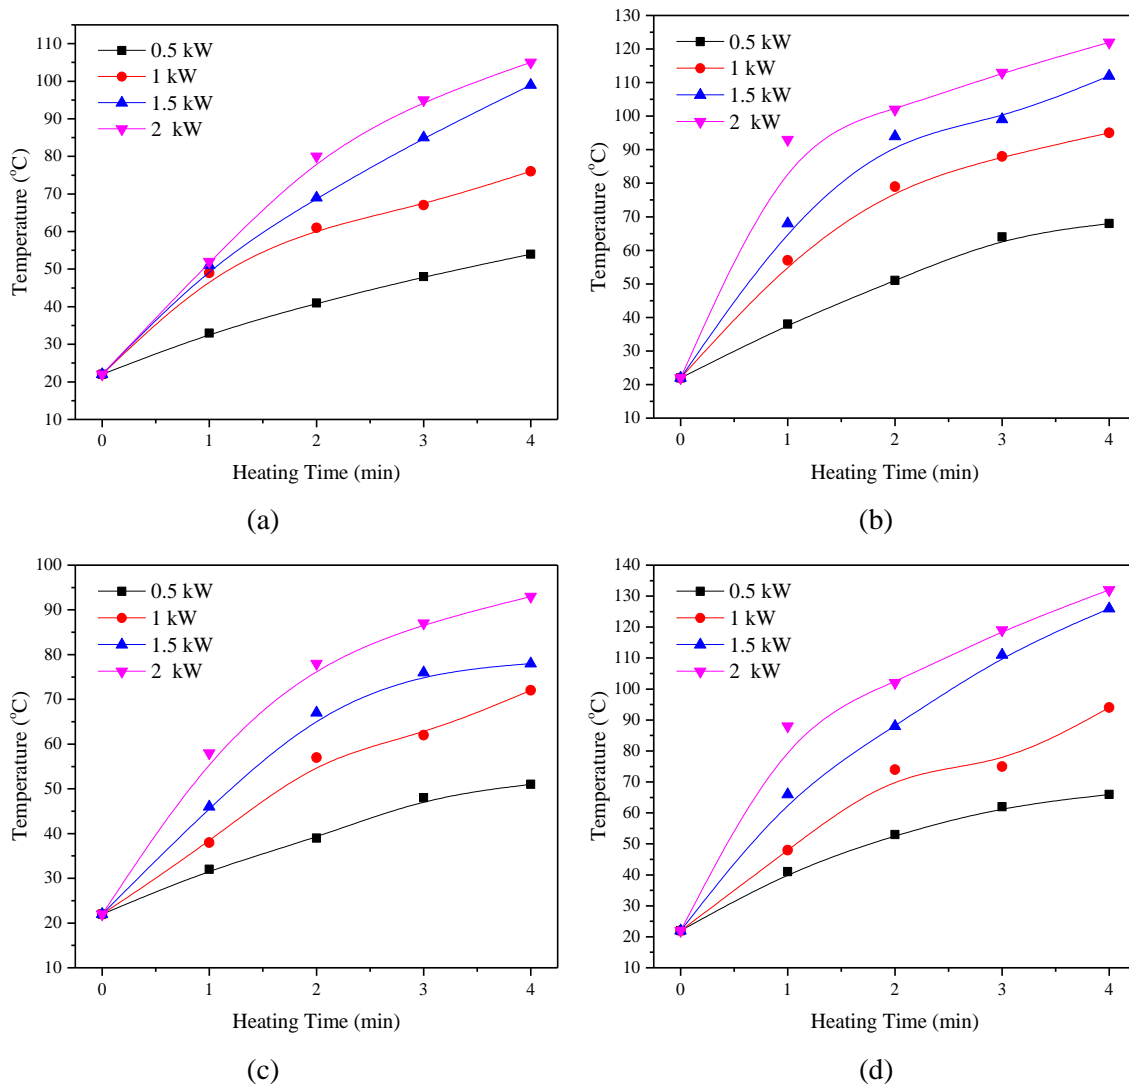 110
100
90
80
70
60
50
40
30
20
10
Temperature (°C)
0.5 kW
1 kW
1.5 kW
2 kW
0 1 2 3 4
Heating Time (min)
(a)
130
120
110
100
90
80
70
60
50
40
30
20
10
Temperature (°C)
0.5 kW
1 kW
1.5 kW
2 kW
0 1 2 3 4
Heating Time (min)
(b)
100
90
80
70
60
50
40
30
20
10
Temperature (°C)
0.5 kW
1 kW
1.5 kW
2 kW
0 1 2 3 4
Heating Time (min)
(c)
140
130
120
110
100
90
80
70
60
50
40
30
20
10
Temperature (°C)
0.5 kW
1 kW
1.5 kW
2 kW
0 1 2 3 4
Heating Time (min)
(d)